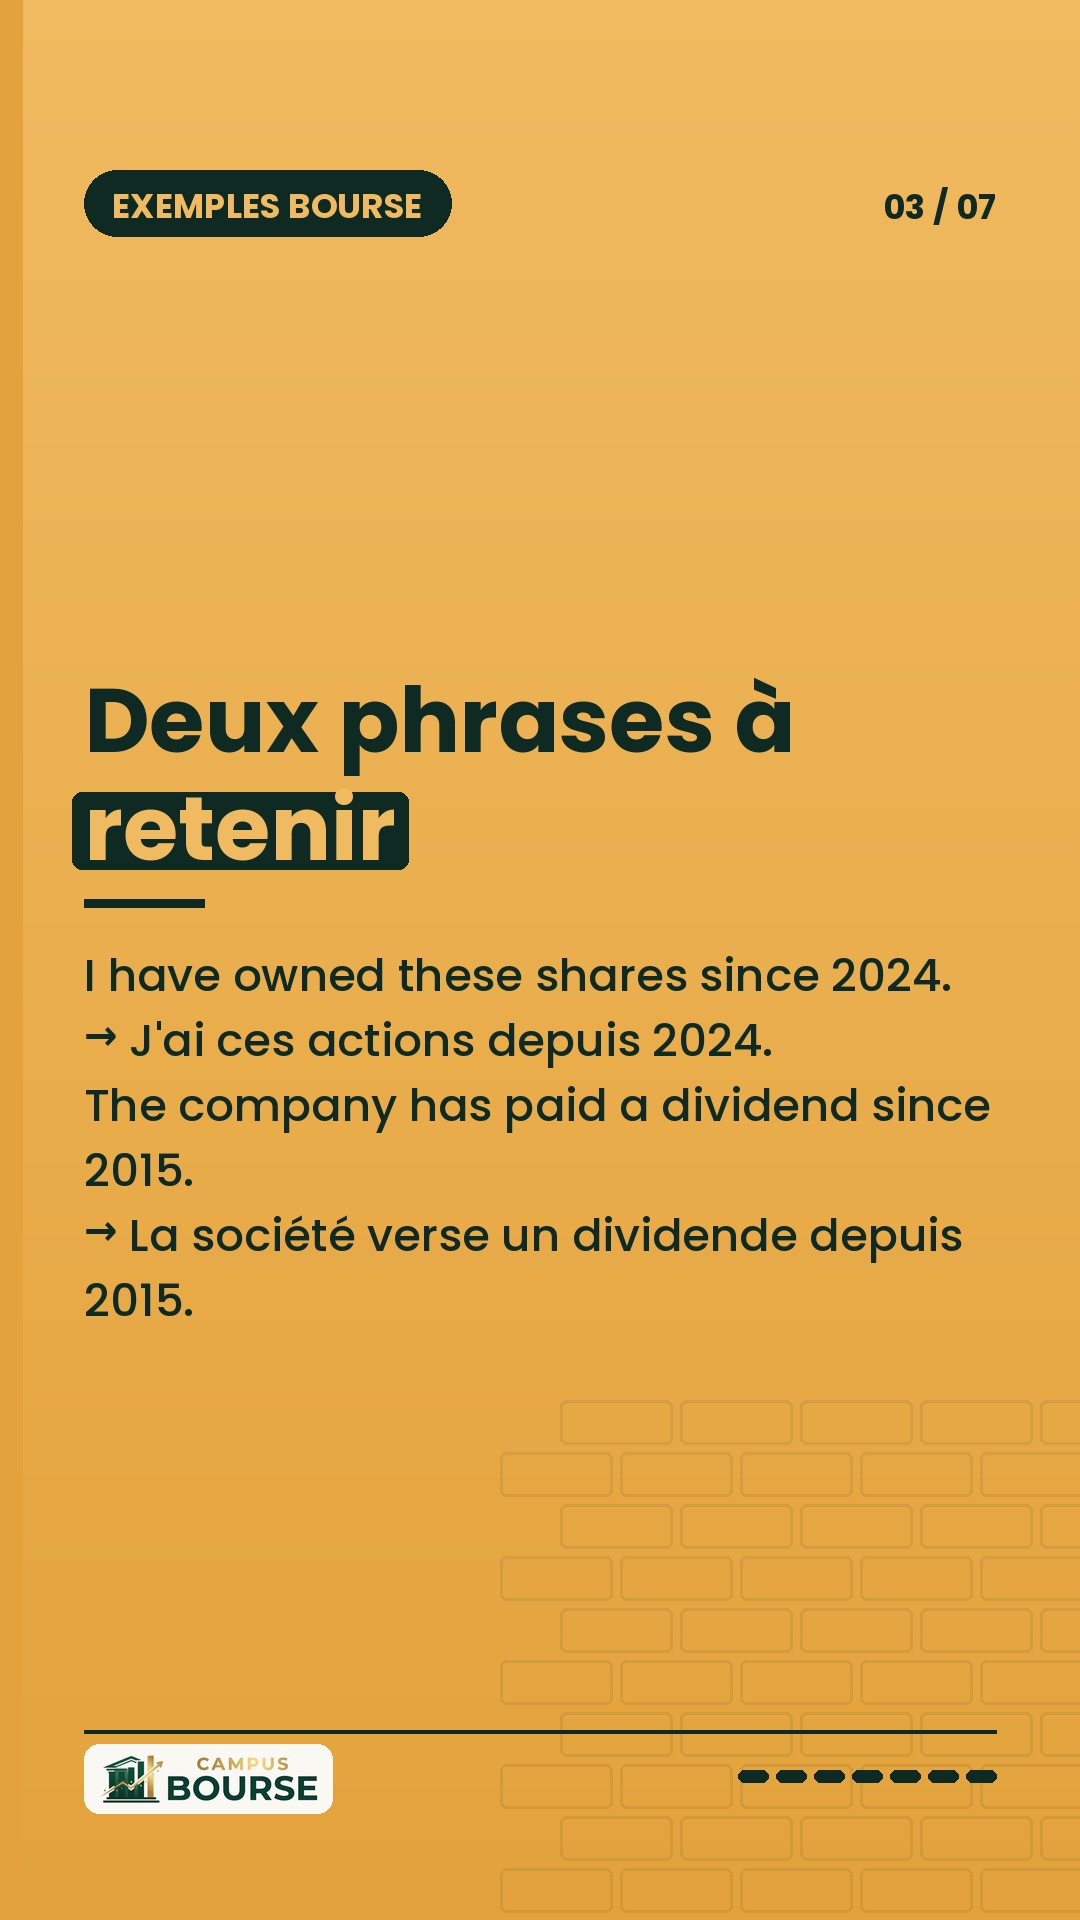 EXEMPLES BOURSE
03 / 07
Deux phrases à
retenir
I have owned these shares since 2024.
→ J'ai ces actions depuis 2024.
The company has paid a dividend since
2015.
→ La société verse un dividende depuis
2015.
CAMPUS
BOURSE